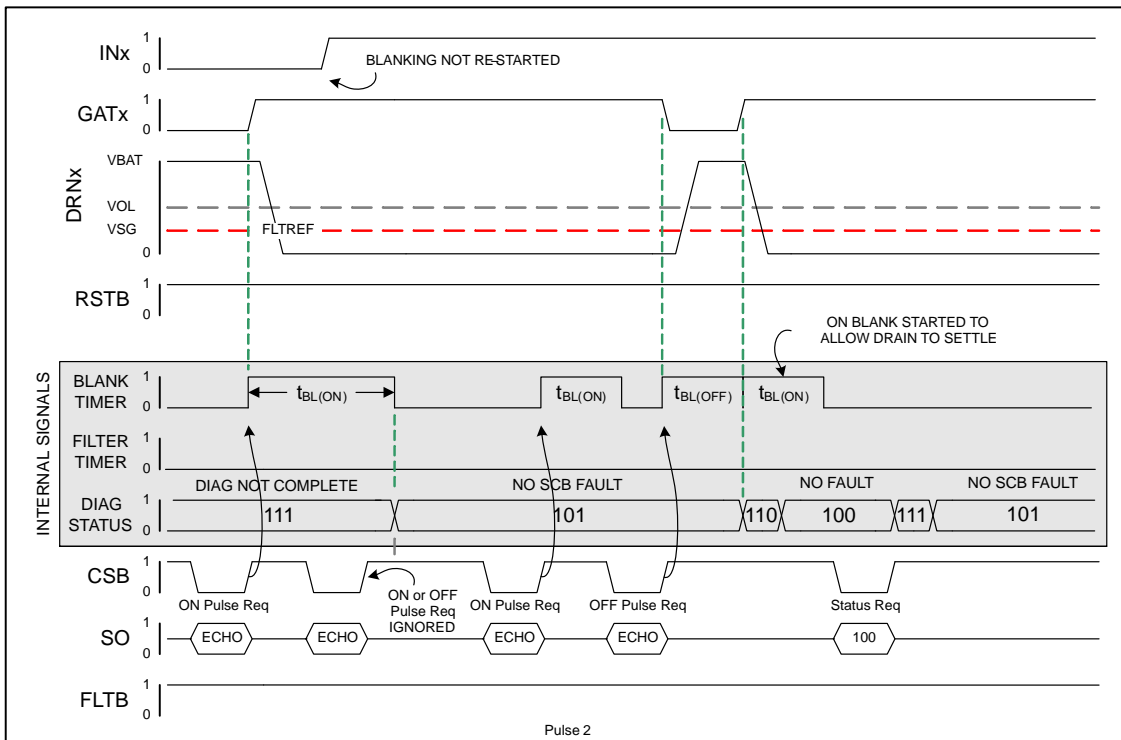 INx
1
0
BLANKING NOT RE-STARTED
GATx
1
0
DRNx
VBAT
VOL
VSG
FLTREF
0
RSTB
1
0
ON BLANK STARTED TO
ALLOW DRAIN TO SETTLE
INTERNAL SIGNALS
BLANK
TIMER
1
0
tBL(ON)
tBL(ON)
tBL(OFF)
tBL(ON)
FILTER
TIMER
1
0
DIAG NOT COMPLETE
NO SCB FAULT
NO FAULT
NO SCB FAULT
DIAG
STATUS
1
0
111
101
110
100
111
101
CSB
1
0
ON Pulse Req
ON or OFF
Pulse Req
IGNORED
ON Pulse Req
OFF Pulse Req
Status Req
SO
1
0
ECHO
ECHO
ECHO
ECHO
100
FLTB
1
0
Pulse 2